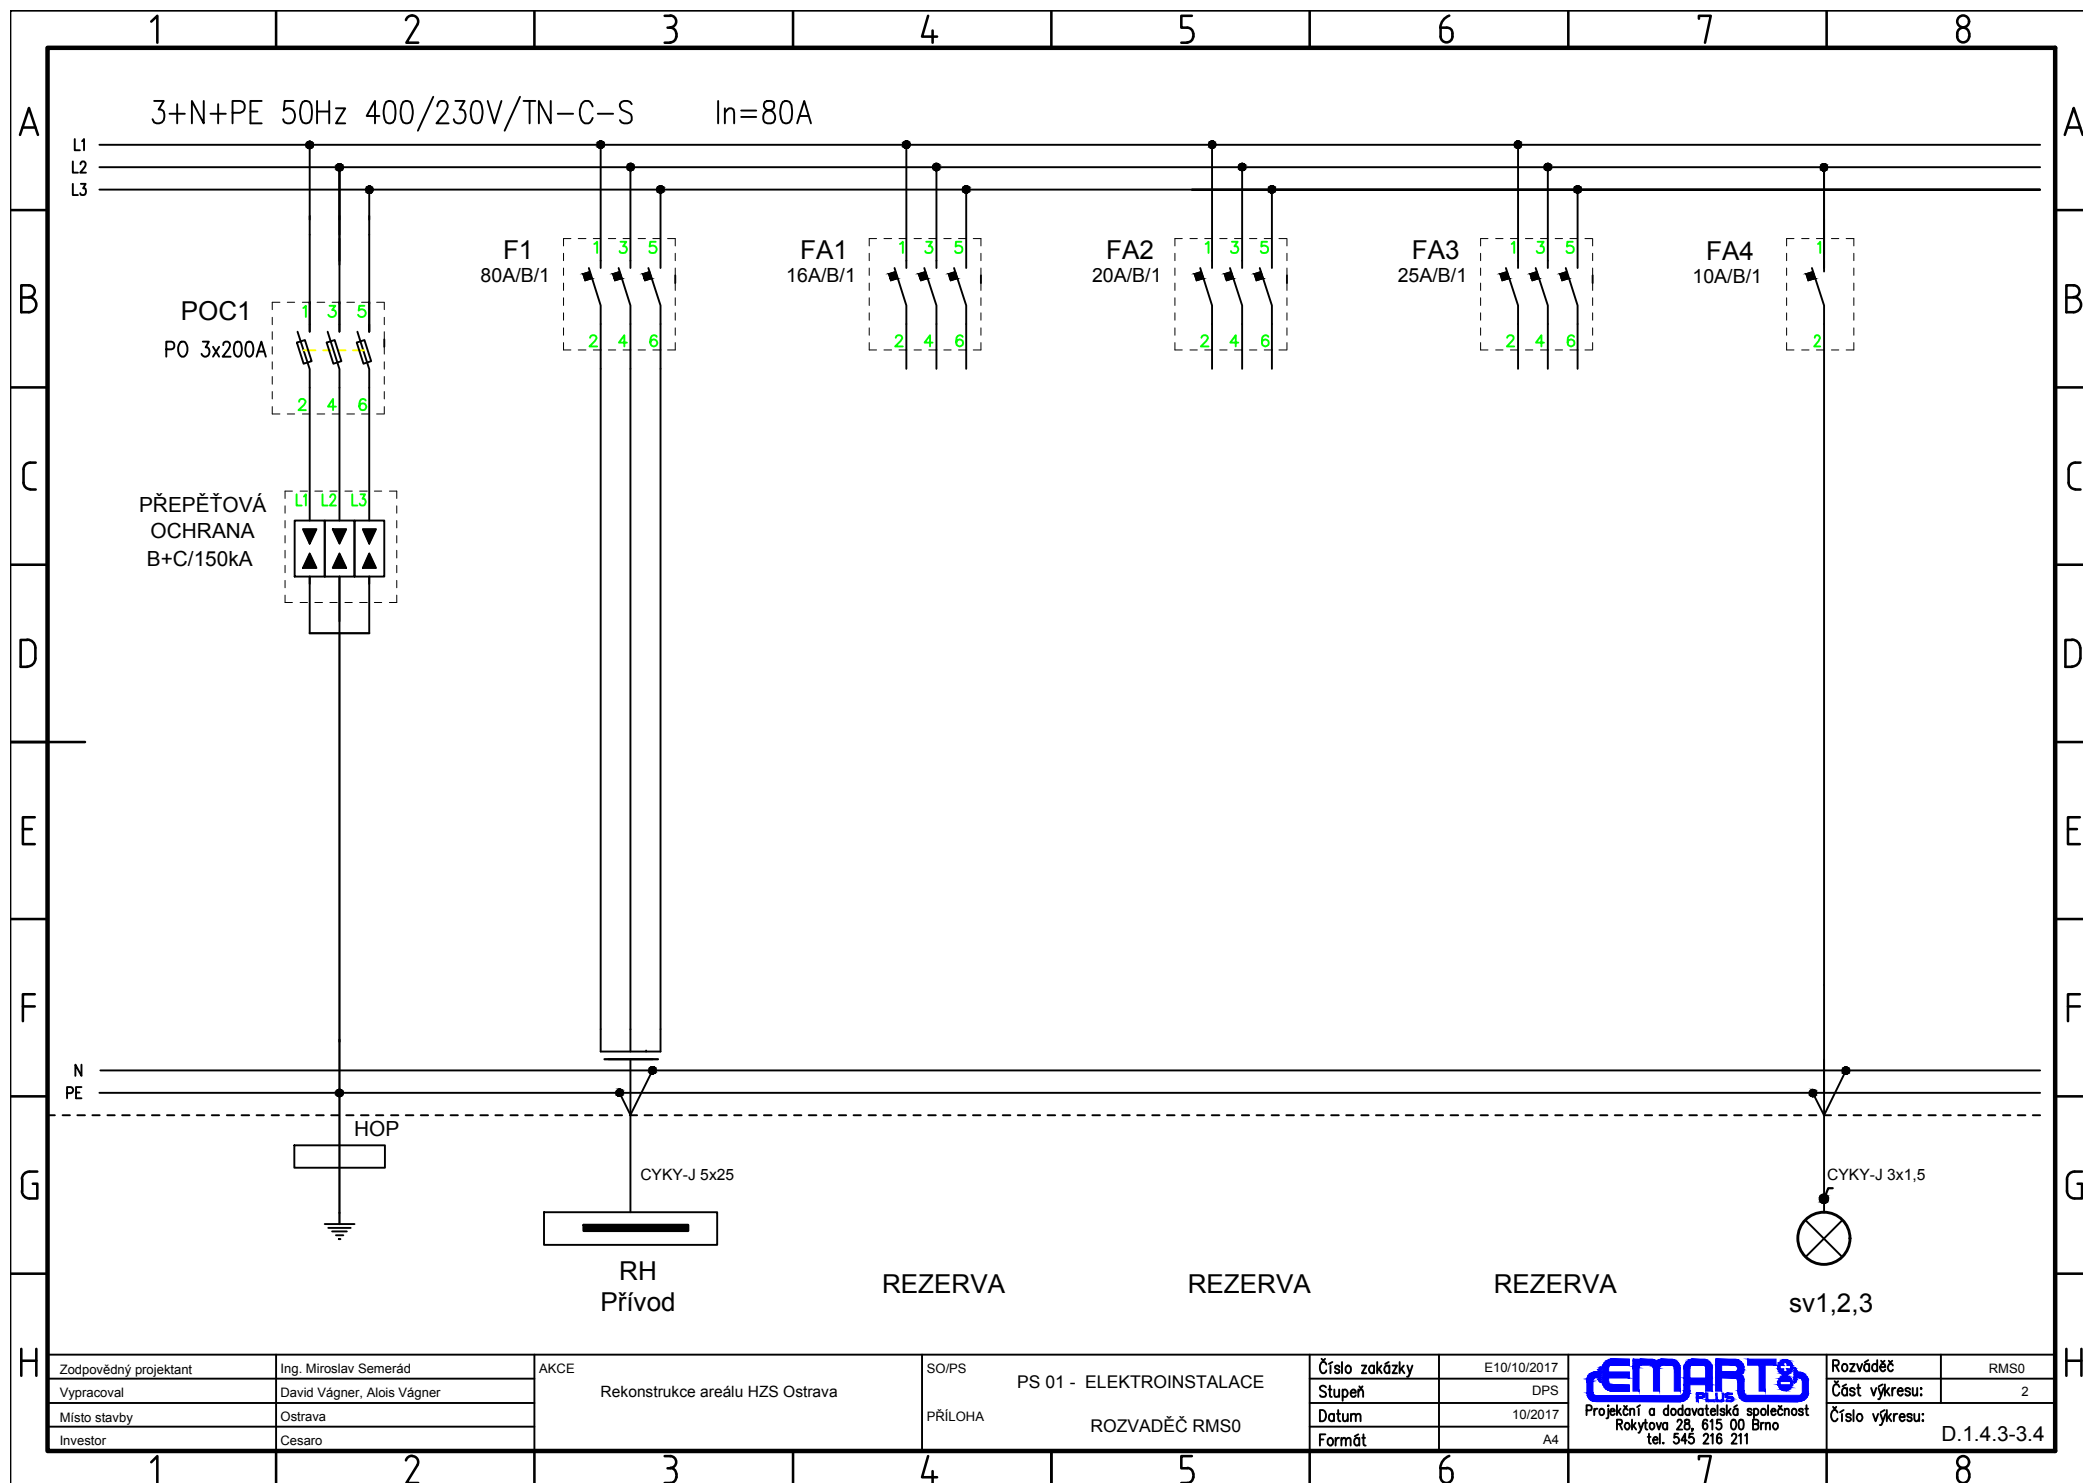 1 2 3 4 5 6 7 8
A A
3+N+PE 50Hz 400/230V/TN-C-S In=80A
L1
L2
L3
B B
F1
80A/B/1
1 3 5
2 4 6
FA1
16A/B/1
1 3 5
2 4 6
FA2
20A/B/1
1 3 5
2 4 6
FA3
25A/B/1
1 3 5
2 4 6
FA4
10A/B/1
1
2
POC1
PO 3x200A
1 3 5
2 4 6
C C
PŘEPĚŤOVÁ
OCHRANA
B+C/150kA
L1 L2 L3
D D
E E
F F
N
PE
HOP
G G
CYKY-J 5x25
CYKY-J 3x1,5
RH
Přívod
REZERVA
REZERVA
REZERVA
sv1,2,3
H H
Zodpovědný projektant Ing. Miroslav Semerád
Vypracoval David Vágner, Alois Vágner
Místo stavby Ostrava
Investor Cesaro
AKCE
Rekonstrukce areálu HZS Ostrava
SO/PS
PS 01 - ELEKTROINSTALACE
PŘÍLOHA
ROZVADĚČ RMS0
Číslo zakázky E10/10/2017
Stupeň DPS
Datum 10/2017
Formát A4
EMART
PLUS
Projekční a dodavatelská společnost
Rokytova 28, 615 00 Brno
tel. 545 216 211
Rozváděč RMS0
Část výkresu: 2
Číslo výkresu:
D.1.4.3-3.4
1 2 3 4 5 6 7 8